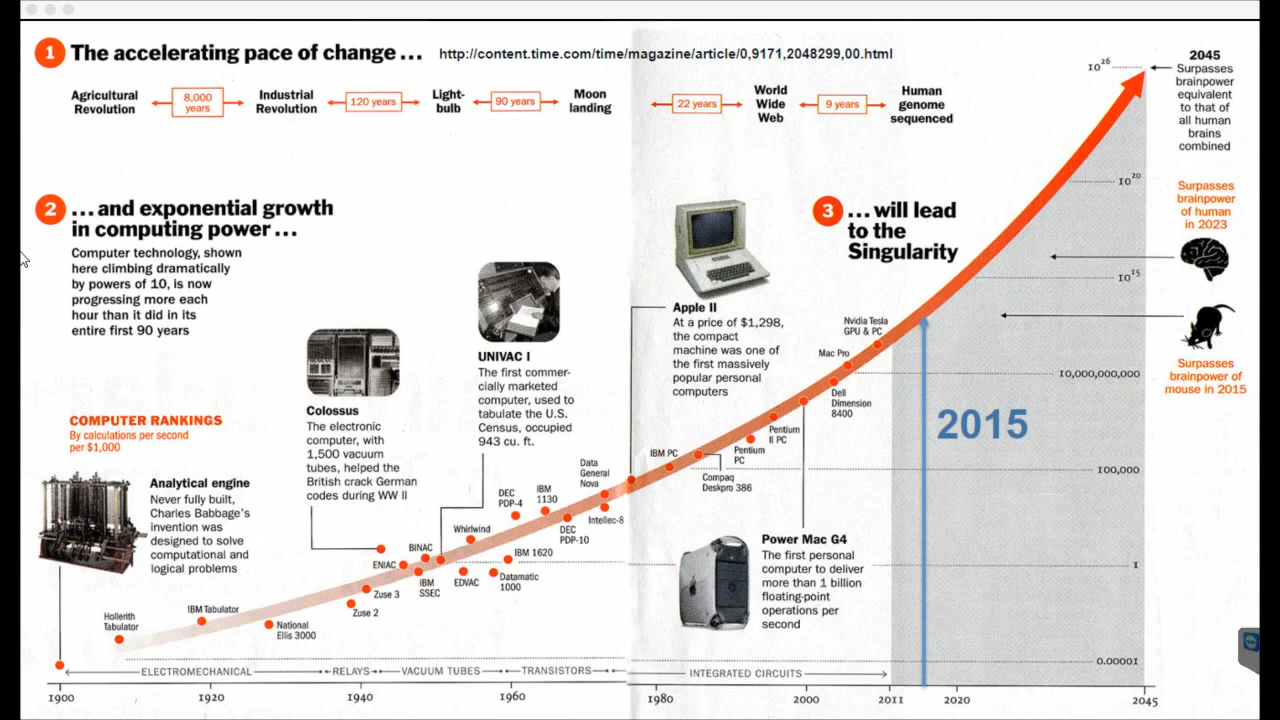 1 The accelerating pace of change ... http://content.time.com/time/magazine/article/0,9171,2048299,00.html
Agricultural
Revolution
8,000
years
Industrial
Revolution
120 years
Light-
bulb
90 years
Moon
landing
22 years
World
Wide
Web
9 years
Human
genome
sequenced
2045
Surpasses
brainpower
equivalent
to that of
all human
brains
combined
2 ...and exponential growth
in computing power...
Computer technology, shown
here climbing dramatically
by powers of 10, is now
progressing more each
hour than it did in its
entire first 90 years
3 ...will lead
to the
Singularity
Surpasses
brainpower
of human
in 2023
Surpasses
brainpower of
mouse in 2015
COMPUTER RANKINGS
By calculations per second
per $1,000
Analytical engine
Never fully built,
Charles Babbage's
invention was
designed to solve
computational and
logical problems
Colossus
The electronic
computer, with
1,500 vacuum
tubes, helped the
British crack German
codes during WW II
UNIVAC I
The first commer-
cially marketed
computer, used to
tabulate the U.S.
Census, occupied
943 cu. ft.
Apple II
At a price of $1,298,
the compact
machine was one of
the first massively
popular personal
computers
Power Mac G4
The first personal
computer to deliver
more than 1 billion
floating-point
operations per
second
Hollerith
Tabulator
IBM Tabulator
National
Ellis 3000
Zuse 2
Zuse 3
ENIAC
BINAC
IBM
SSEC
Whirlwind
EDVAC
Datamatic
1000
IBM 1620
DEC
PDP-4
IBM
1130
DEC
PDP-10
Intellec-8
Data
General
Nova
IBM PC
Compaq
Deskpro 386
Pentium
PC
Pentium
II PC
Dell
Dimension
8400
Mac Pro
Nvidia Tesla
GPU & PC
2015
10^26
10^20
10^15
10,000,000,000
100,000
1
0.00001
ELECTROMECHANICAL
RELAYS
VACUUM TUBES
TRANSISTORS
INTEGRATED CIRCUITS
1900
1920
1940
1960
1980
2000
2011
2020
2045